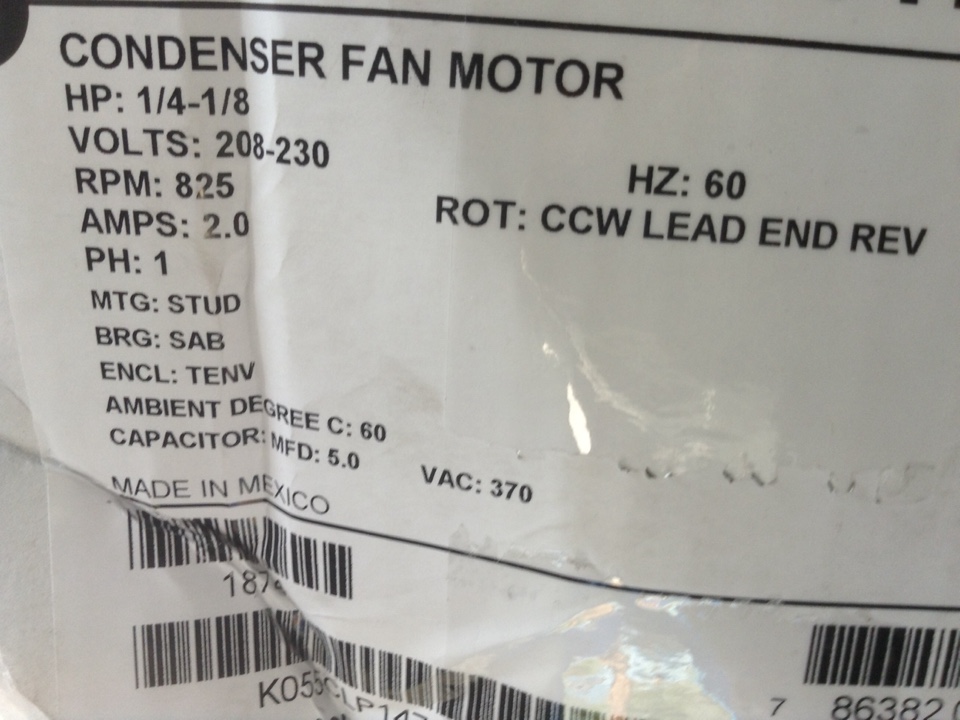 CONDENSER FAN MOTOR
HP: 1/4-1/8
VOLTS: 208-230
RPM: 825
HZ: 60
AMPS: 2.0
ROT: CCW LEAD END REV
PH: 1
MTG: STUD
BRG: SAB
ENCL: TENV
AMBIENT DEGREE C: 60
CAPACITOR: MFD: 5.0
VAC: 370
MADE IN MEXICO
7 86382